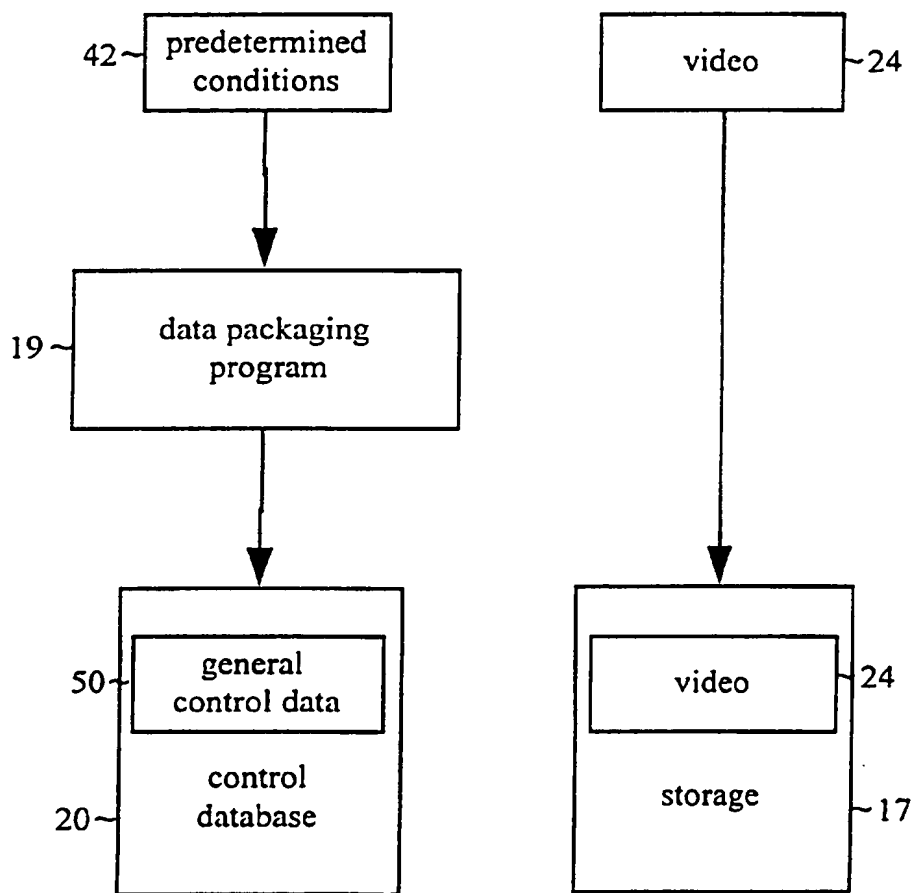 42~ predetermined conditions
video ~24
19~ data packaging program
50~ general control data
video ~24
control database
20~
storage ~17